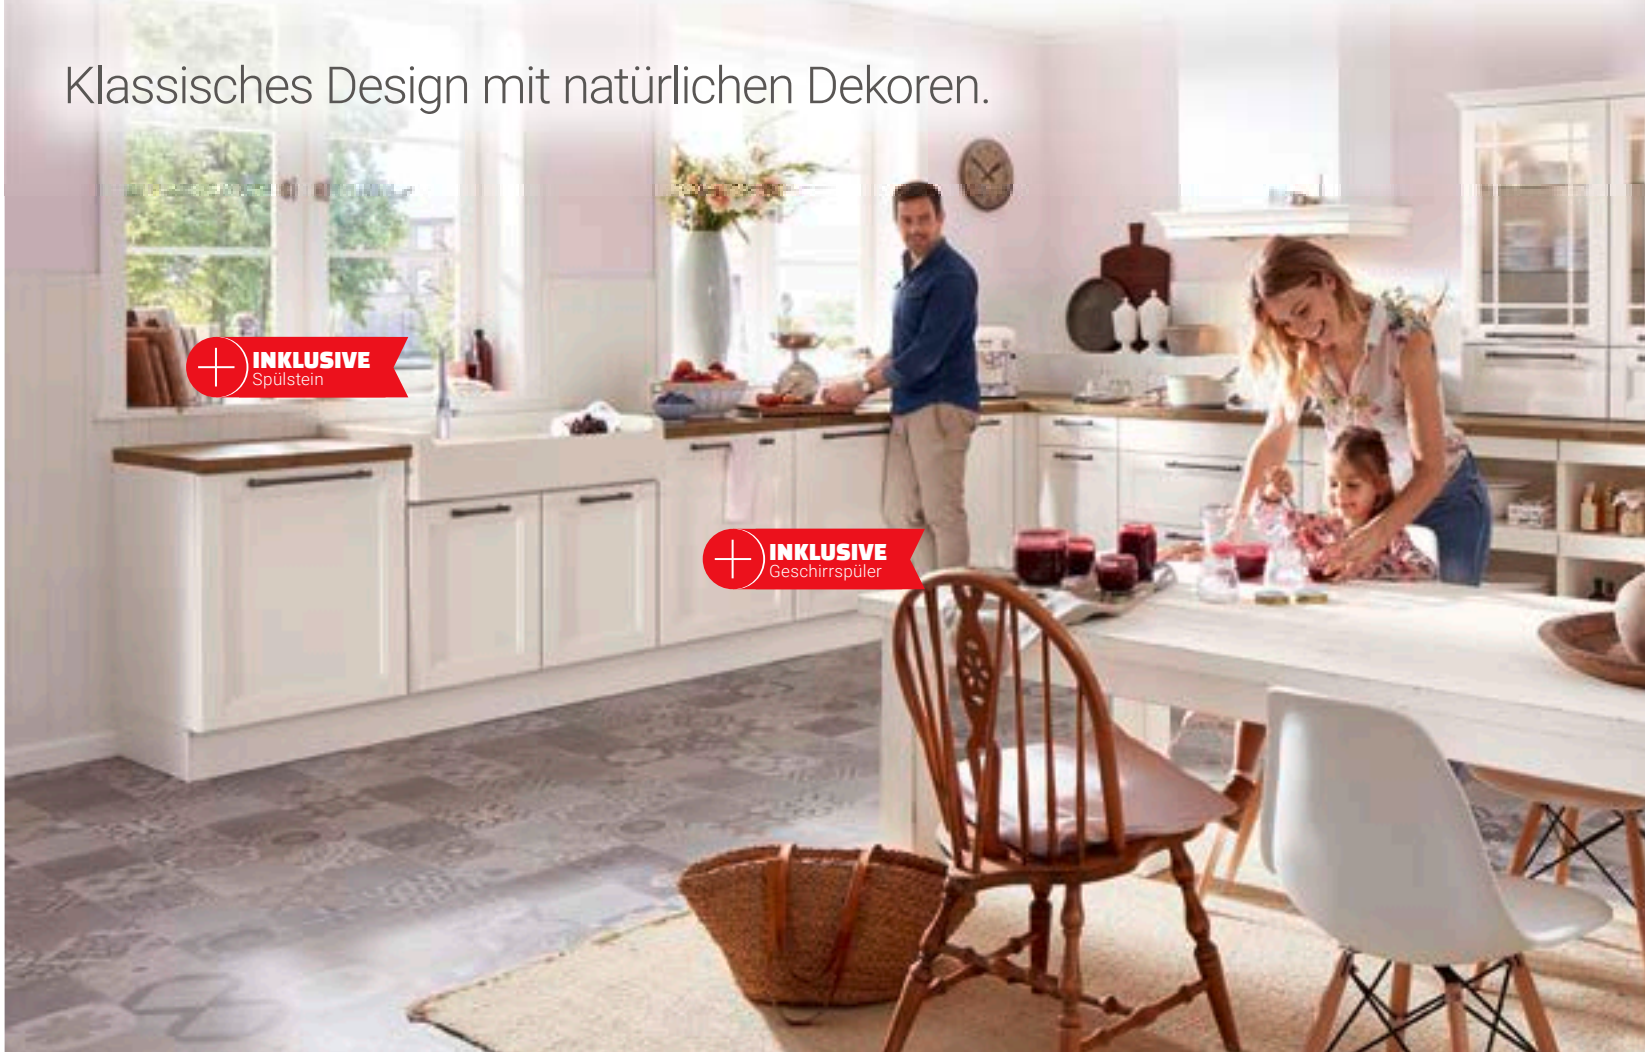 Klassisches Design mit natürlichen Dekoren.
INKLUSIVE
Spülstein
INKLUSIVE
Geschirrspüler